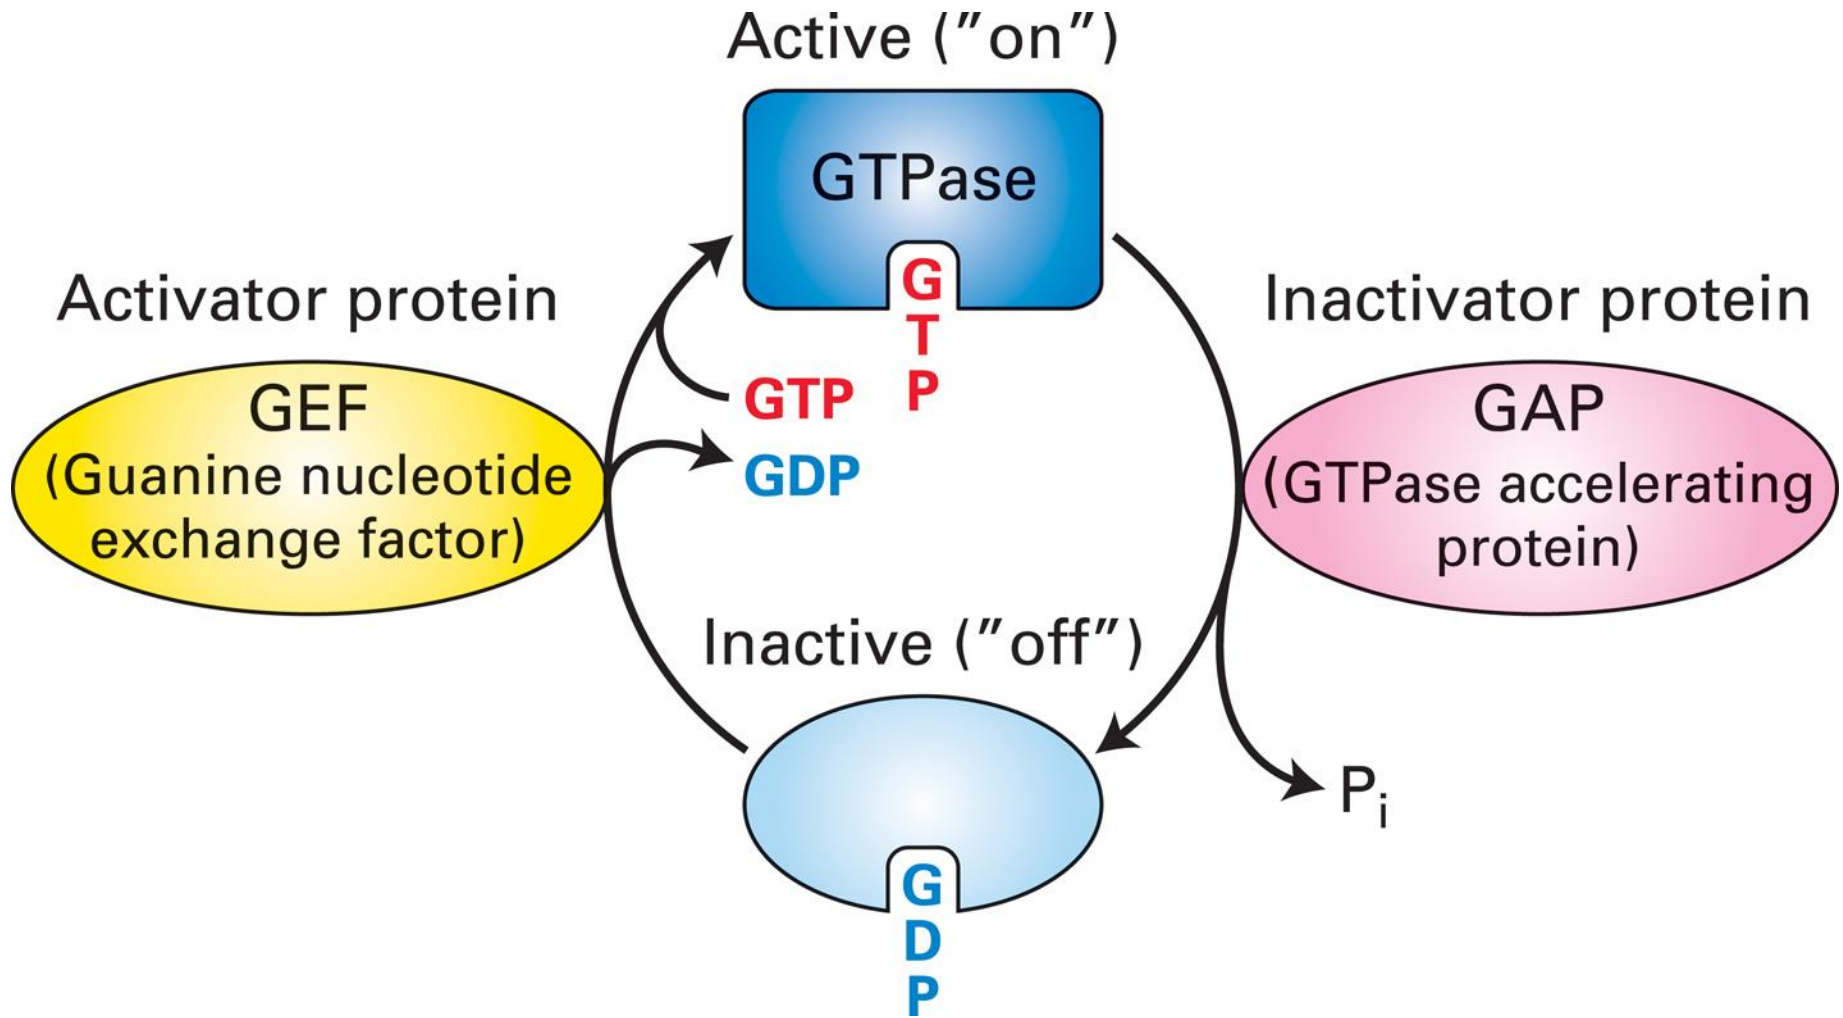 Active (”on”)
GTPase
G
T
P
Activator protein
GEF
(Guanine nucleotide
exchange factor)
GTP
GDP
Inactivator protein
GAP
(GTPase accelerating
protein)
Inactive (”off”)
G
D
P
Pi